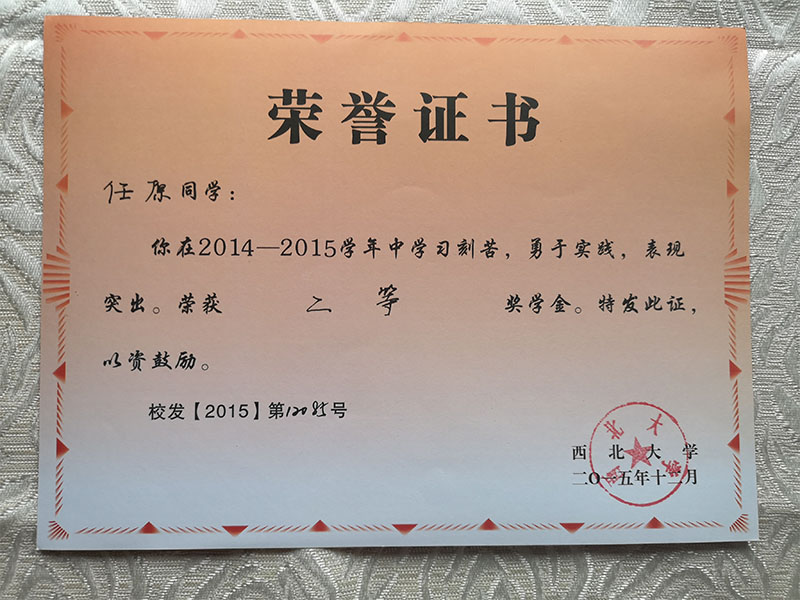 荣誉证书
任原同学：
你在2014—2015学年中学习刻苦，勇于实践，表现
突出。荣获 二等 奖学金。特发此证，
以资鼓励。
校发【2015】第12085号
西北大学
二〇一五年十二月
西北大学